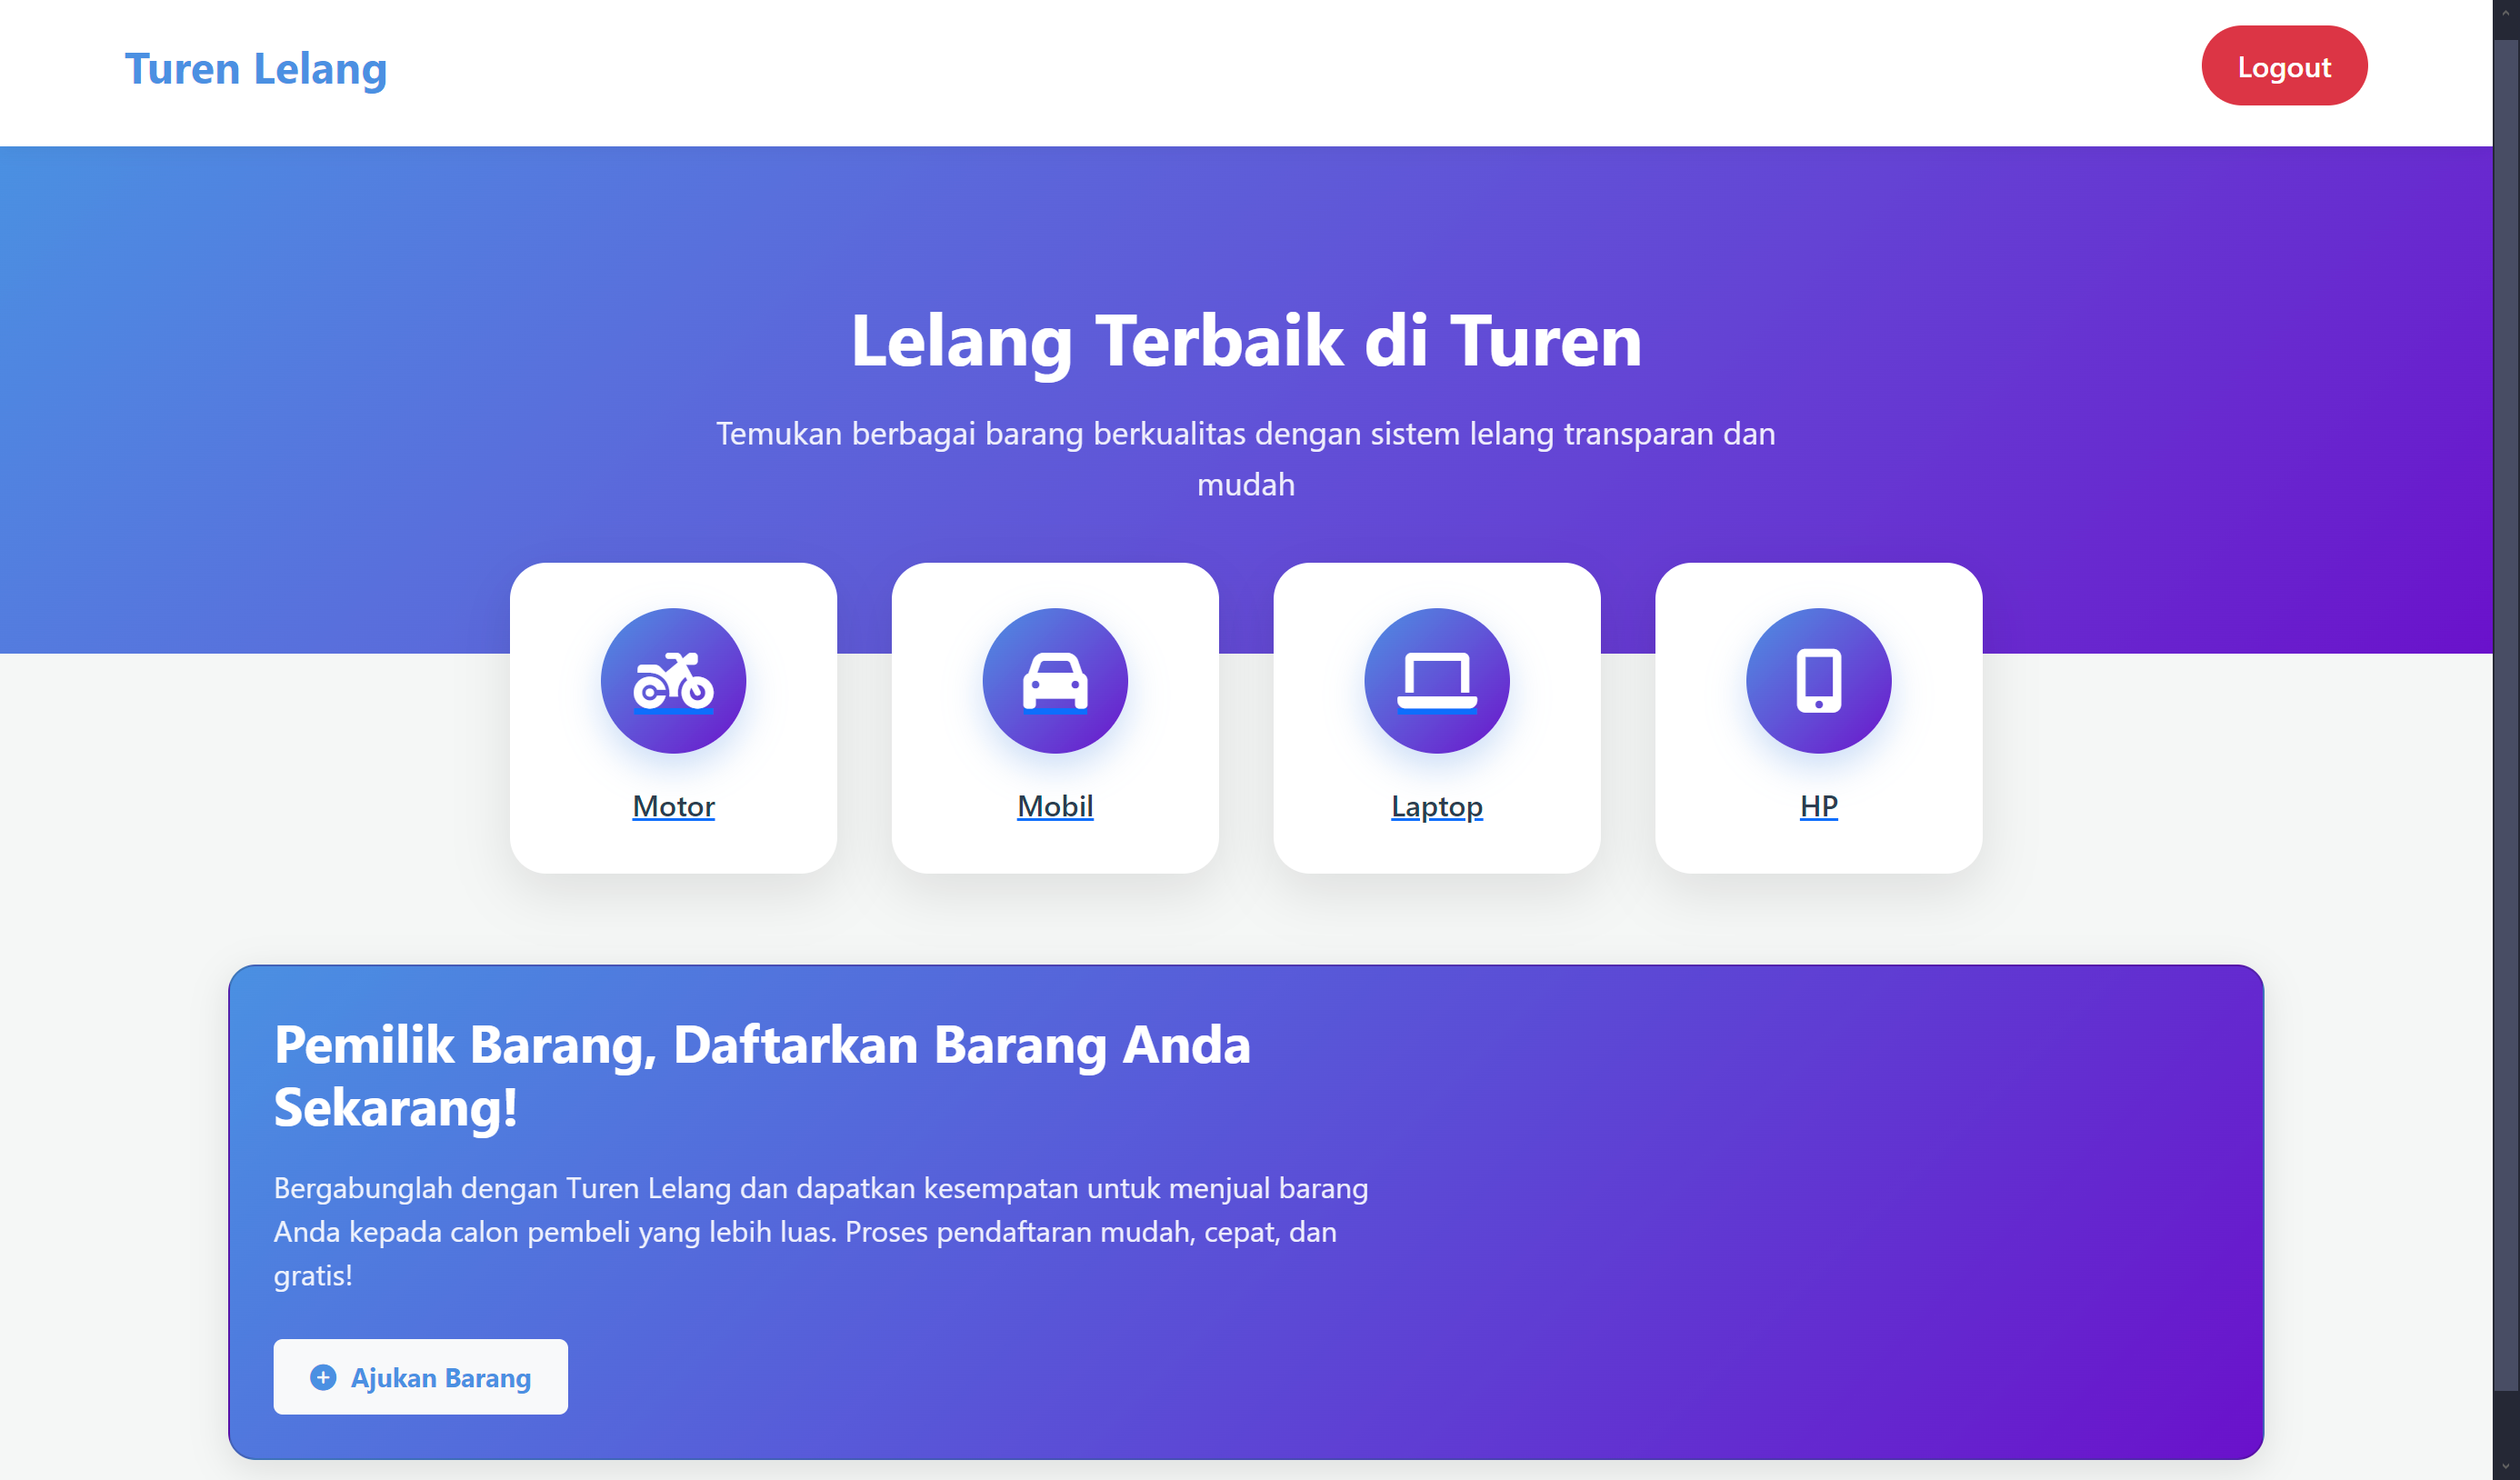 Turen Lelang
Logout
Lelang Terbaik di Turen
Temukan berbagai barang berkualitas dengan sistem lelang transparan dan
mudah
Motor
Mobil
Laptop
HP
Pemilik Barang, Daftarkan Barang Anda
Sekarang!
Bergabunglah dengan Turen Lelang dan dapatkan kesempatan untuk menjual barang
Anda kepada calon pembeli yang lebih luas. Proses pendaftaran mudah, cepat, dan
gratis!
Ajukan Barang